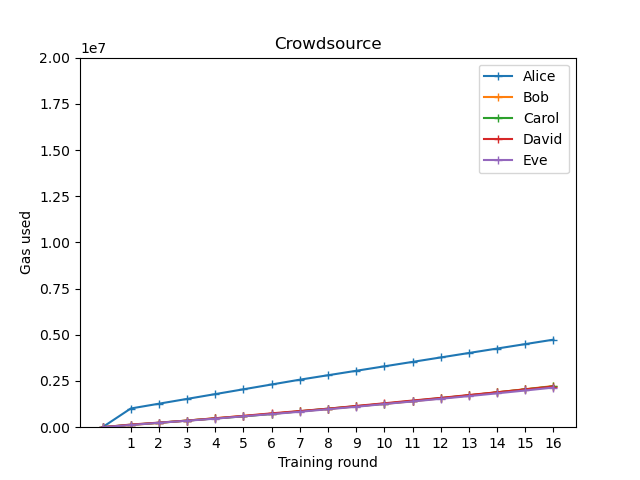 Crowdsource
1e7
2.00
1.75
1.50
1.25
1.00
0.75
0.50
0.25
0.00
Gas used
Alice
Bob
Carol
David
Eve
1 2 3 4 5 6 7 8 9 10 11 12 13 14 15 16
Training round